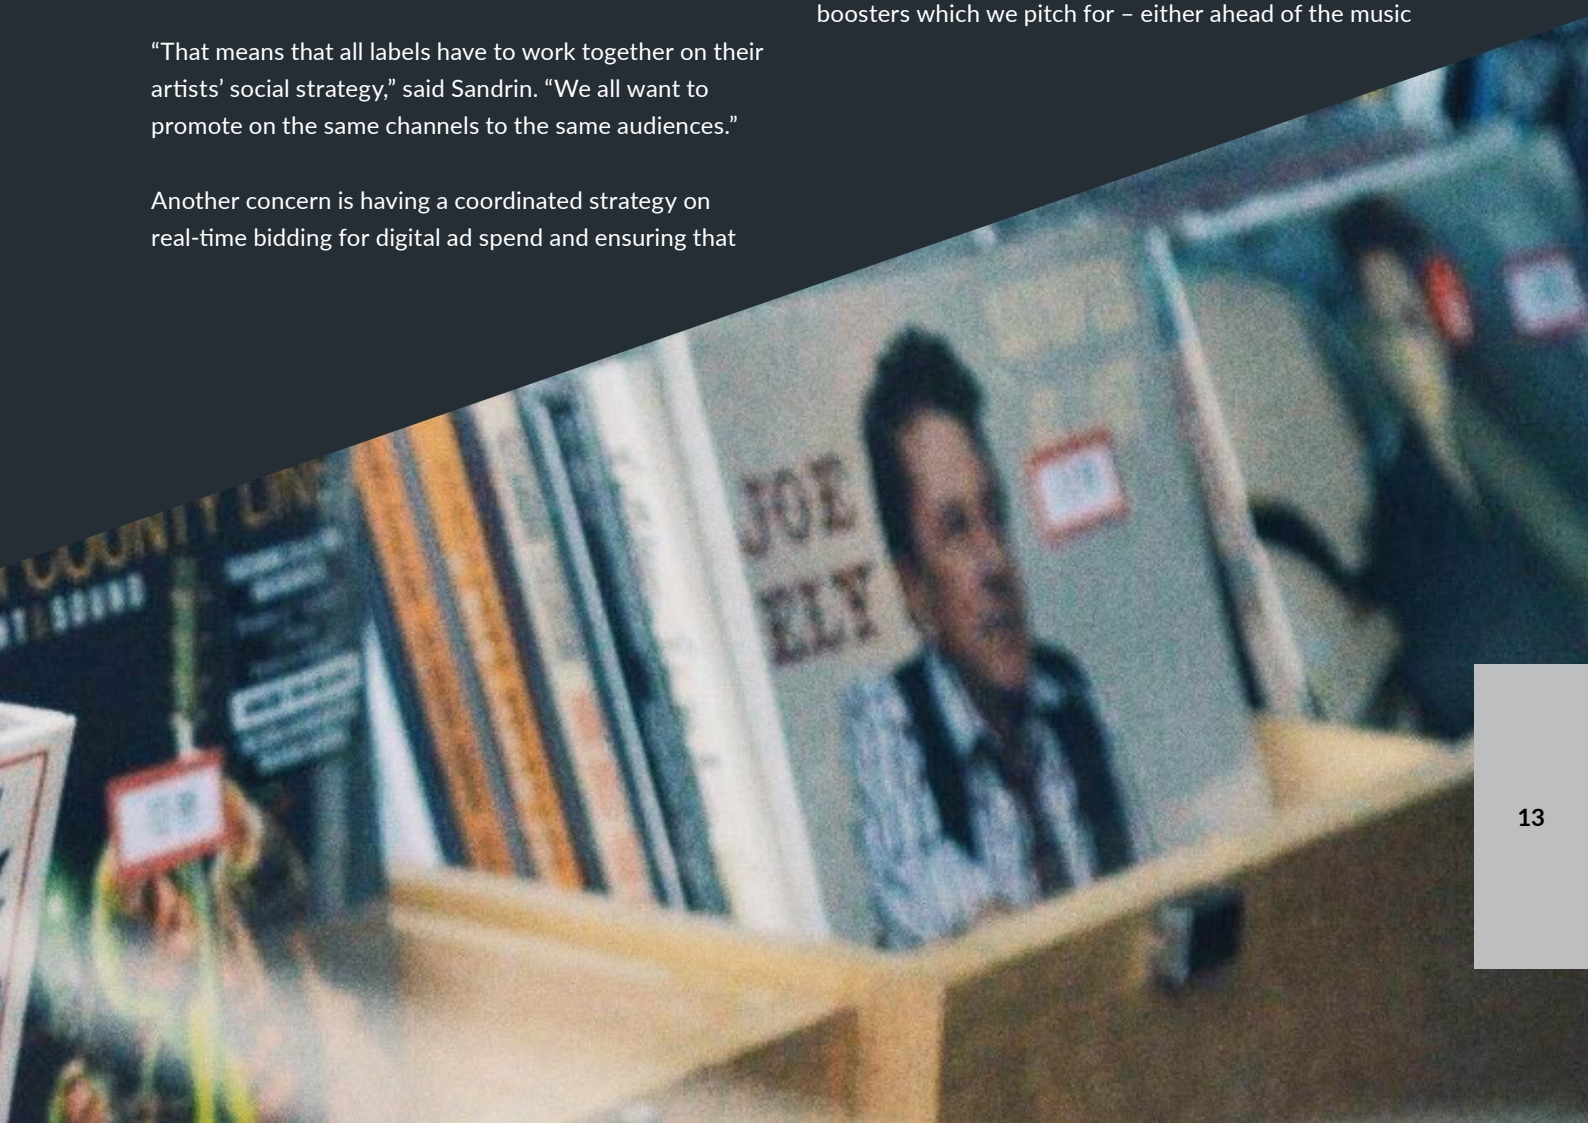 “That means that all labels have to work together on their
artists’ social strategy,” said Sandrin. “We all want to
promote on the same channels to the same audiences.”
Another concern is having a coordinated strategy on
real-time bidding for digital ad spend and ensuring that
boosters which we pitch for – either ahead of the music
COUNTY LINE
SOUND
JOE
ELY
13